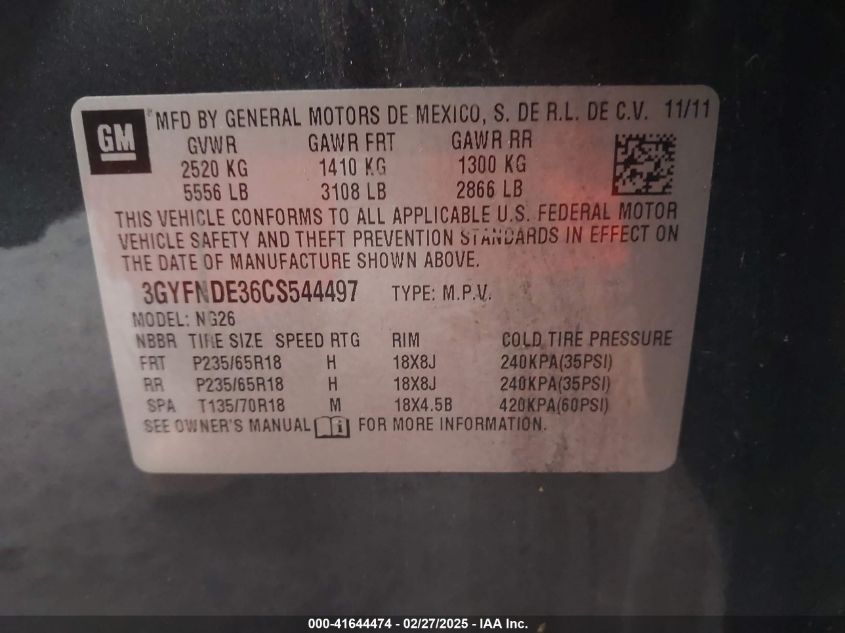 GM
MFD BY GENERAL MOTORS DE MEXICO, S. DE R.L. DE C.V. 11/11
GVWR GAWR FRT GAWR RR
2520 KG 1410 KG 1300 KG
5556 LB 3108 LB 2866 LB
THIS VEHICLE CONFORMS TO ALL APPLICABLE U.S. FEDERAL MOTOR
VEHICLE SAFETY AND THEFT PREVENTION STANDARDS IN EFFECT ON
THE DATE OF MANUFACTURE SHOWN ABOVE.
3GYFNDE36CS544497 TYPE: M.P.V.
MODEL: NG26
NBBR TIRE SIZE SPEED RTG RIM COLD TIRE PRESSURE
FRT P235/65R18 H 18X8J 240KPA(35PSI)
RR P235/65R18 H 18X8J 240KPA(35PSI)
SPA T135/70R18 M 18X4.5B 420KPA(60PSI)
SEE OWNER'S MANUAL i FOR MORE INFORMATION.
000-41644474 - 02/27/2025 - IAA Inc.